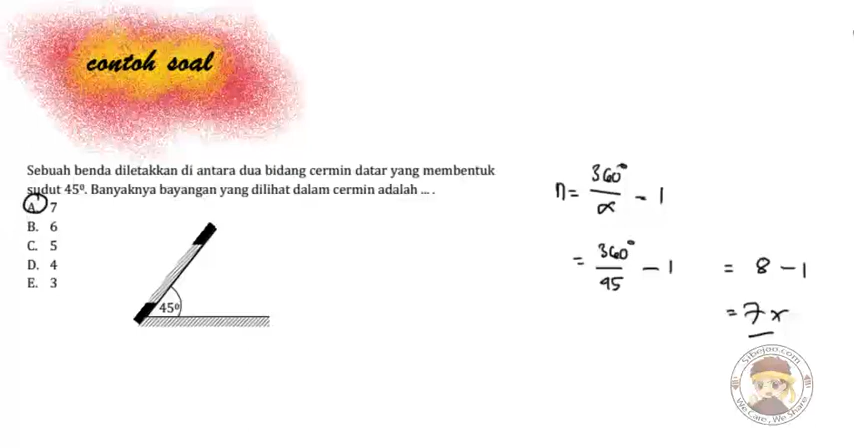 contoh soal
Sebuah benda diletakkan di antara dua bidang cermin datar yang membentuk
sudut 45⁰. Banyaknya bayangan yang dilihat dalam cermin adalah ... .
A. 7
B. 6
C. 5
D. 4
E. 3
45⁰
n = 360° / α - 1
= 360° / 45 - 1 = 8 - 1
= 7x
Sibejoo.com
We Care, We Share